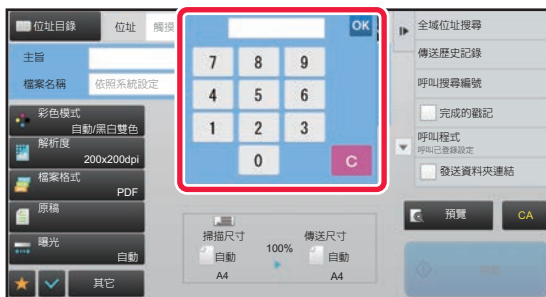 位址目錄
位址
觸摸
OK
全域位址搜尋
主旨
傳送歷史記錄
檔案名稱
依照系統設定
呼叫搜尋編號
7 8 9
4 5 6
1 2 3
0 C
彩色模式
自動/黑白雙色
完成的戳記
解析度
200x200dpi
呼叫程式
呼叫已登錄設定
檔案格式
PDF
發送資料夾連結
原稿
預覽
CA
曝光
自動
掃描尺寸
自動
A4
100%
傳送尺寸
自動
A4
其它